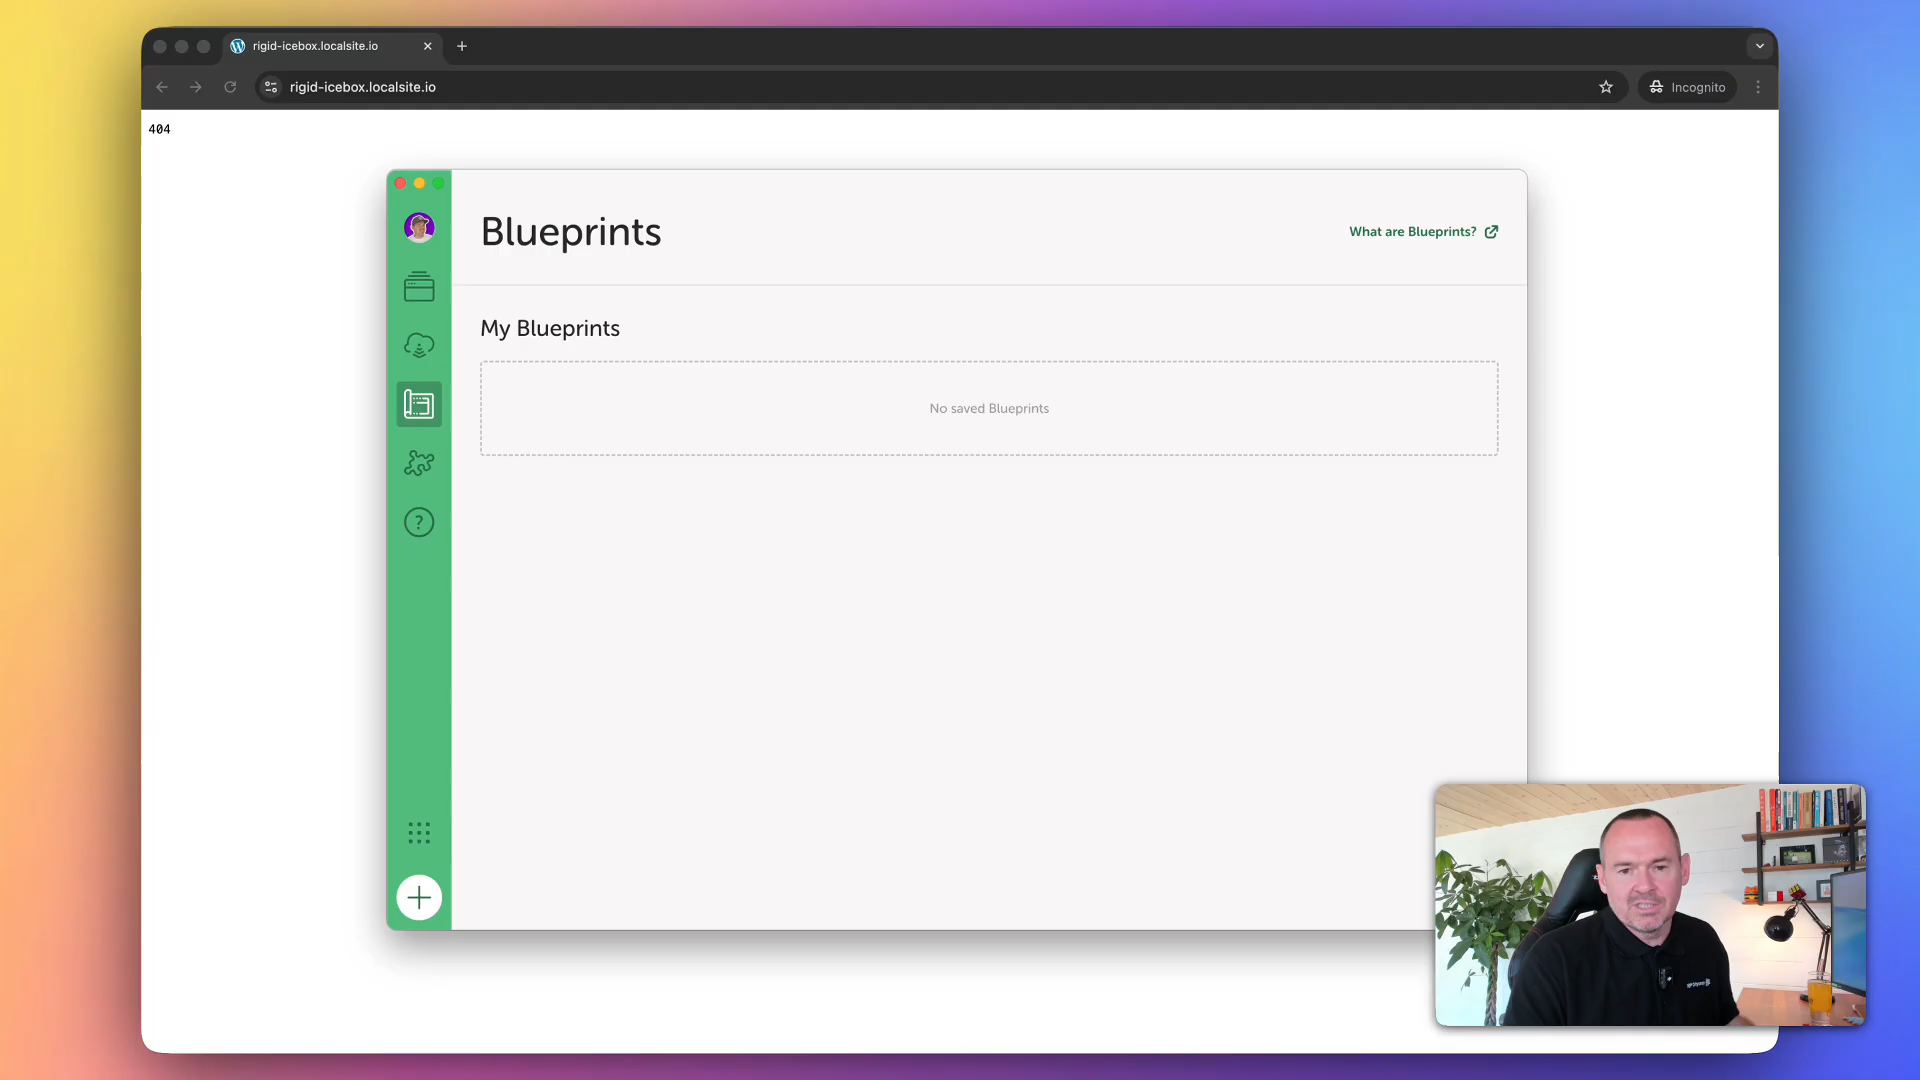 rigid-icebox.localsite.io
rigid-icebox.localsite.io
Incognito
404
Blueprints
What are Blueprints?
My Blueprints
No saved Blueprints